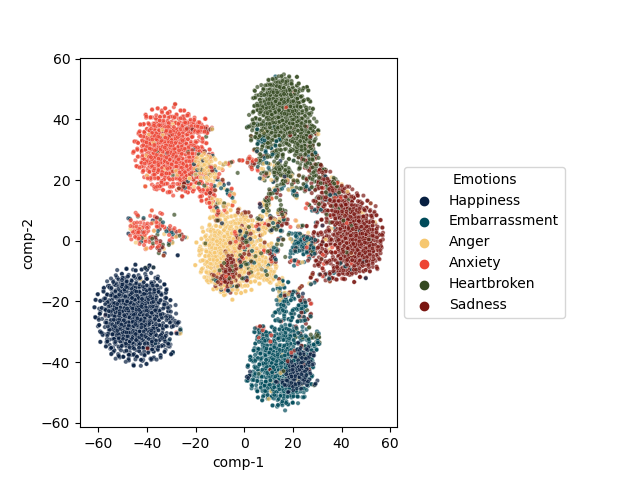 60
40
20
0
−20
−40
−60
comp-2
−60 −40 −20 0 20 40 60
comp-1
Emotions
Happiness
Embarrassment
Anger
Anxiety
Heartbroken
Sadness